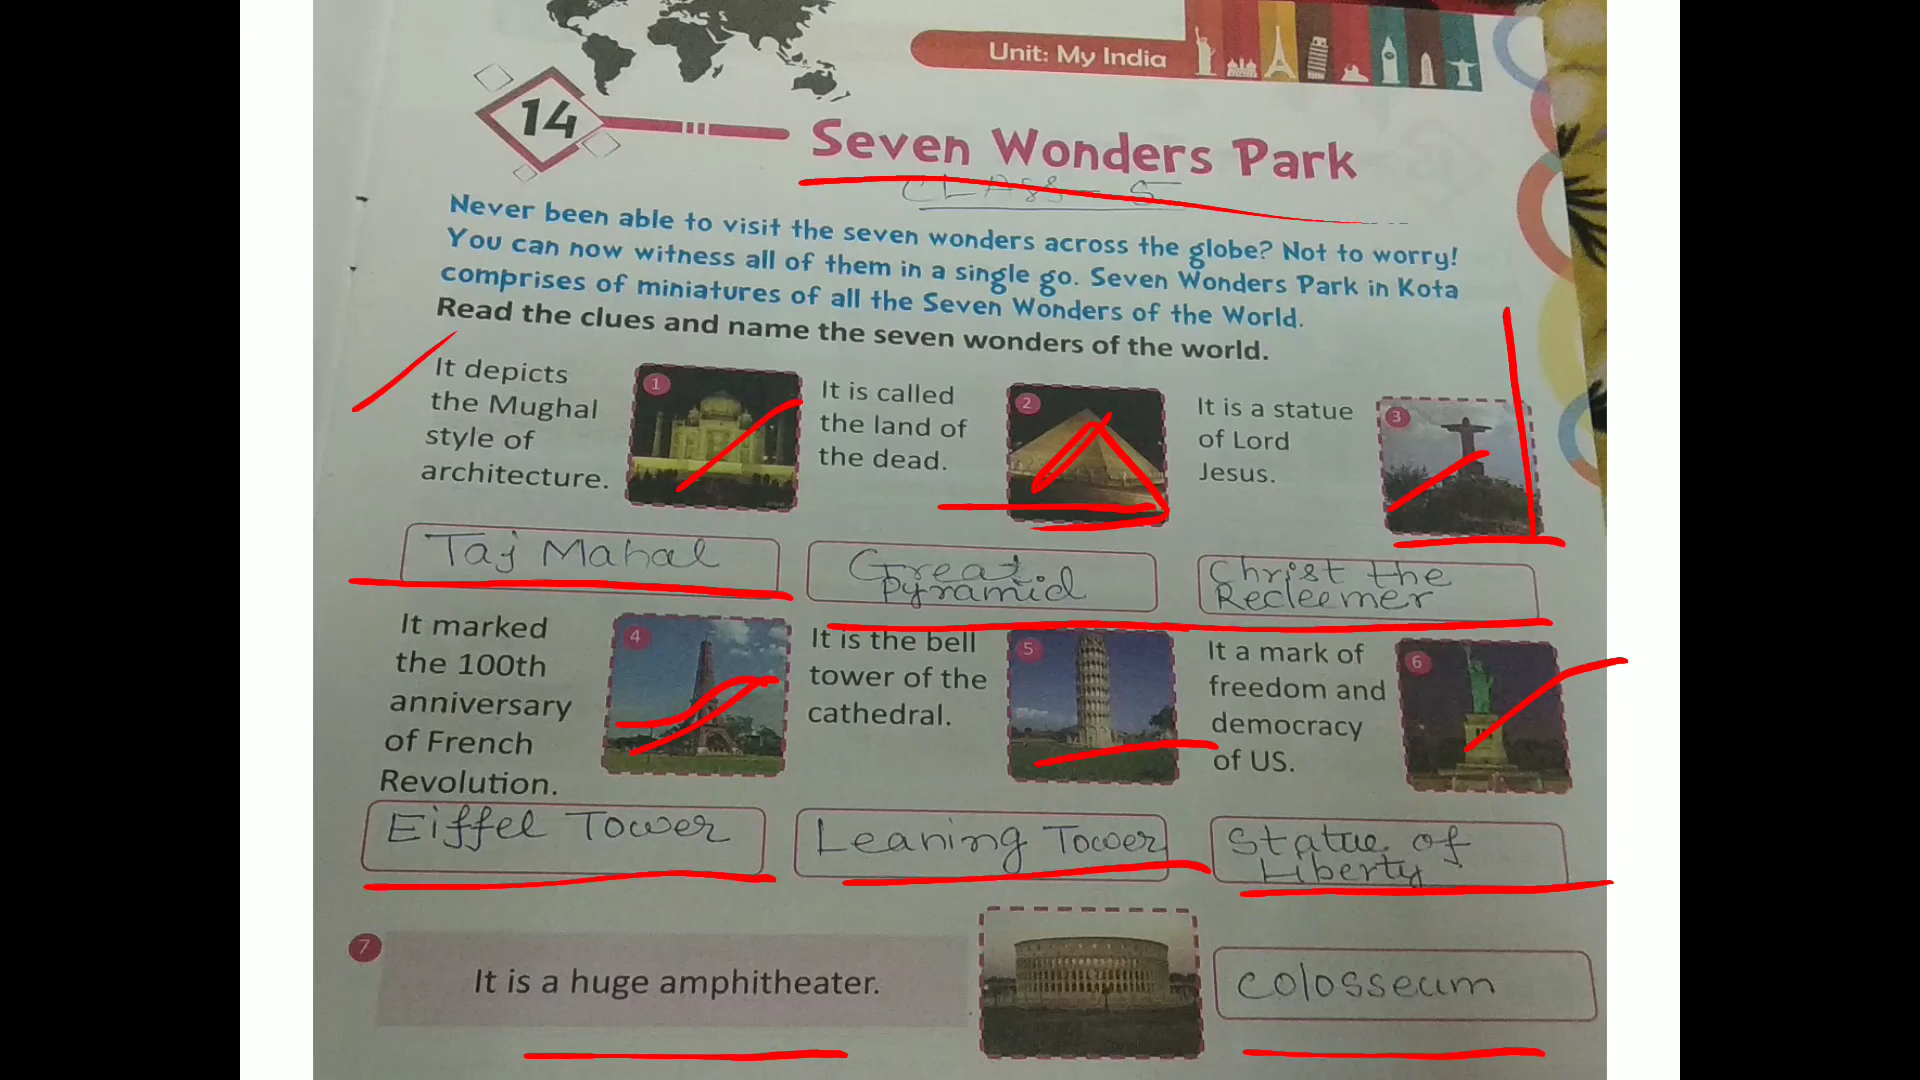 Unit: My India
14
Seven Wonders Park
CLASS - 5
Never been able to visit the seven wonders across the globe? Not to worry!
You can now witness all of them in a single go. Seven Wonders Park in Kota
comprises of miniatures of all the Seven Wonders of the World.
Read the clues and name the seven wonders of the world.
It depicts
the Mughal
style of
architecture.
1
It is called
the land of
the dead.
2
It is a statue
of Lord
Jesus.
3
Taj Mahal
Great
Pyramid
Christ the
Redeemer
It marked
the 100th
anniversary
of French
Revolution.
4
It is the bell
tower of the
cathedral.
5
It a mark of
freedom and
democracy
of US.
6
Eiffel Tower
Leaning Tower
Statue of
Liberty
7
It is a huge amphitheater.
Colosseum